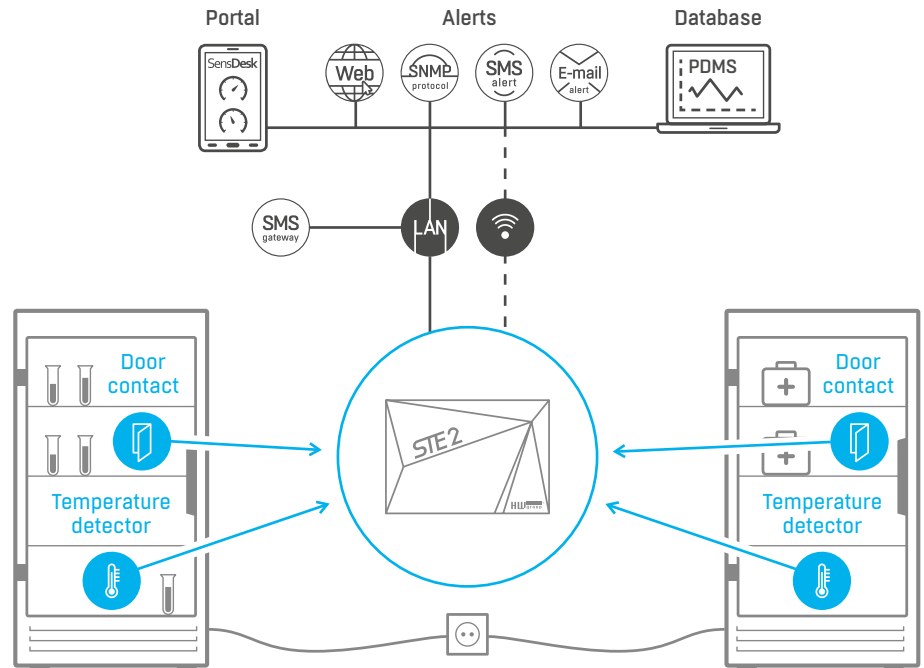 Portal
Alerts
Database
SensDesk
Web
SNMP
protocol
SMS
alert
E-mail
alert
PDMS
SMS
gateway
LAN
Door
contact
Temperature
detector
STE2
HW
group
Door
contact
Temperature
detector